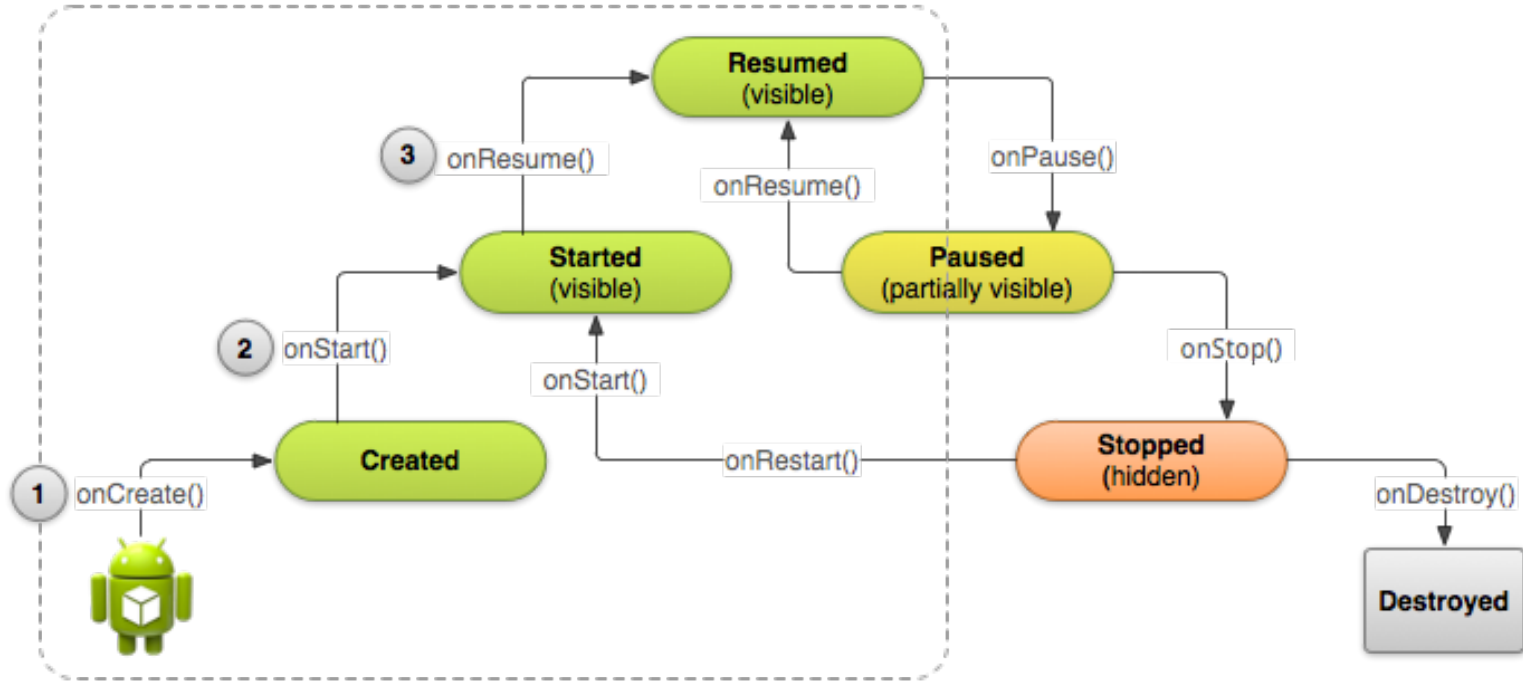 Resumed
(visible)
3
onResume()
onPause()
onResume()
Started
(visible)
Paused
(partially visible)
2
onStart()
onStop()
onStart()
Created
onRestart()
Stopped
(hidden)
1
onCreate()
onDestroy()
Destroyed